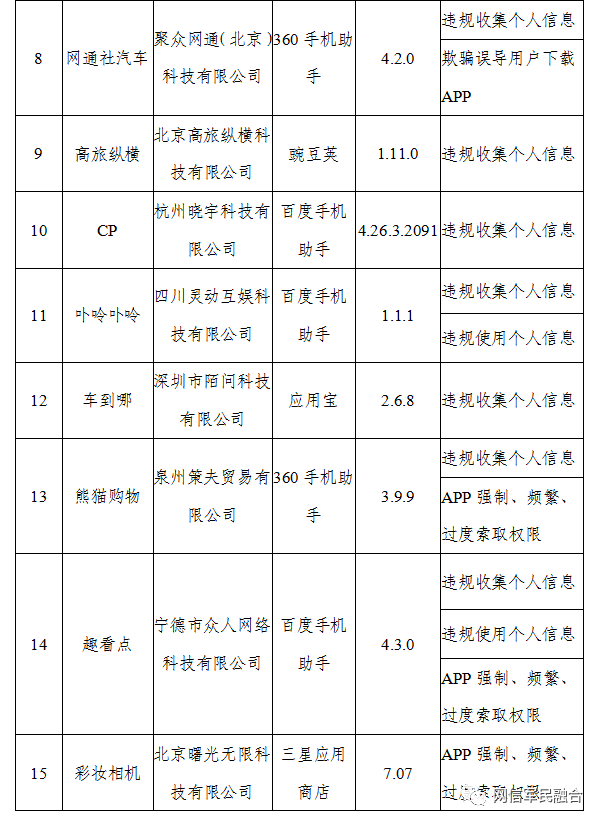 8
网通社汽车
聚众网通(北京)
科技有限公司
360 手机助
手
4.2.0
违规收集个人信息
欺骗误导用户下载
APP
9
高旅纵横
北京高旅纵横科
技有限公司
豌豆荚
1.11.0
违规收集个人信息
10
CP
杭州晓宇科技有
限公司
百度手机
助手
4.26.3.2091
违规收集个人信息
11
卟呤卟呤
四川灵动互娱科
技有限公司
百度手机
助手
1.1.1
违规收集个人信息
违规使用个人信息
12
车到哪
深圳市陌问科技
有限公司
应用宝
2.6.8
违规收集个人信息
13
熊猫购物
泉州策夫贸易有
限公司
360 手机助
手
3.9.9
违规收集个人信息
APP 强制、频繁、
过度索取权限
14
趣看点
宁德市众人网络
科技有限公司
百度手机
助手
4.3.0
违规收集个人信息
违规使用个人信息
APP 强制、频繁、
过度索取权限
15
彩妆相机
北京曙光无限科
技有限公司
三星应用
商店
7.07
APP 强制、频繁、
过度索取权限
网信军民融合